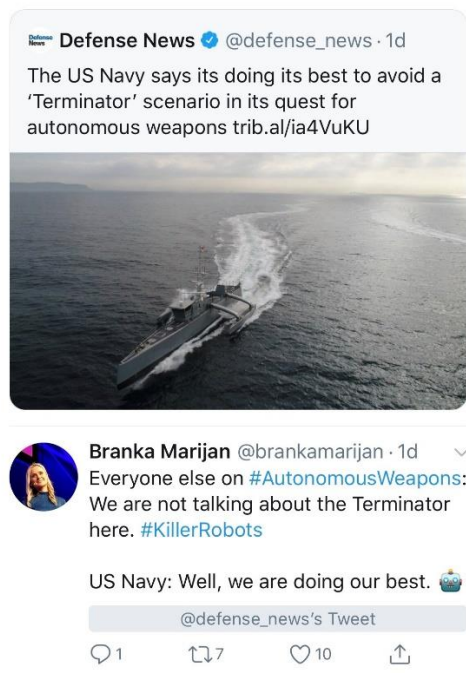 Defense News
Defense News @defense_news · 1d
The US Navy says its doing its best to avoid a
‘Terminator’ scenario in its quest for
autonomous weapons trib.al/ia4VuKU
Branka Marijan @brankamarijan · 1d
Everyone else on #AutonomousWeapons:
We are not talking about the Terminator
here. #KillerRobots
US Navy: Well, we are doing our best. 🤖
@defense_news's Tweet
1 7 10